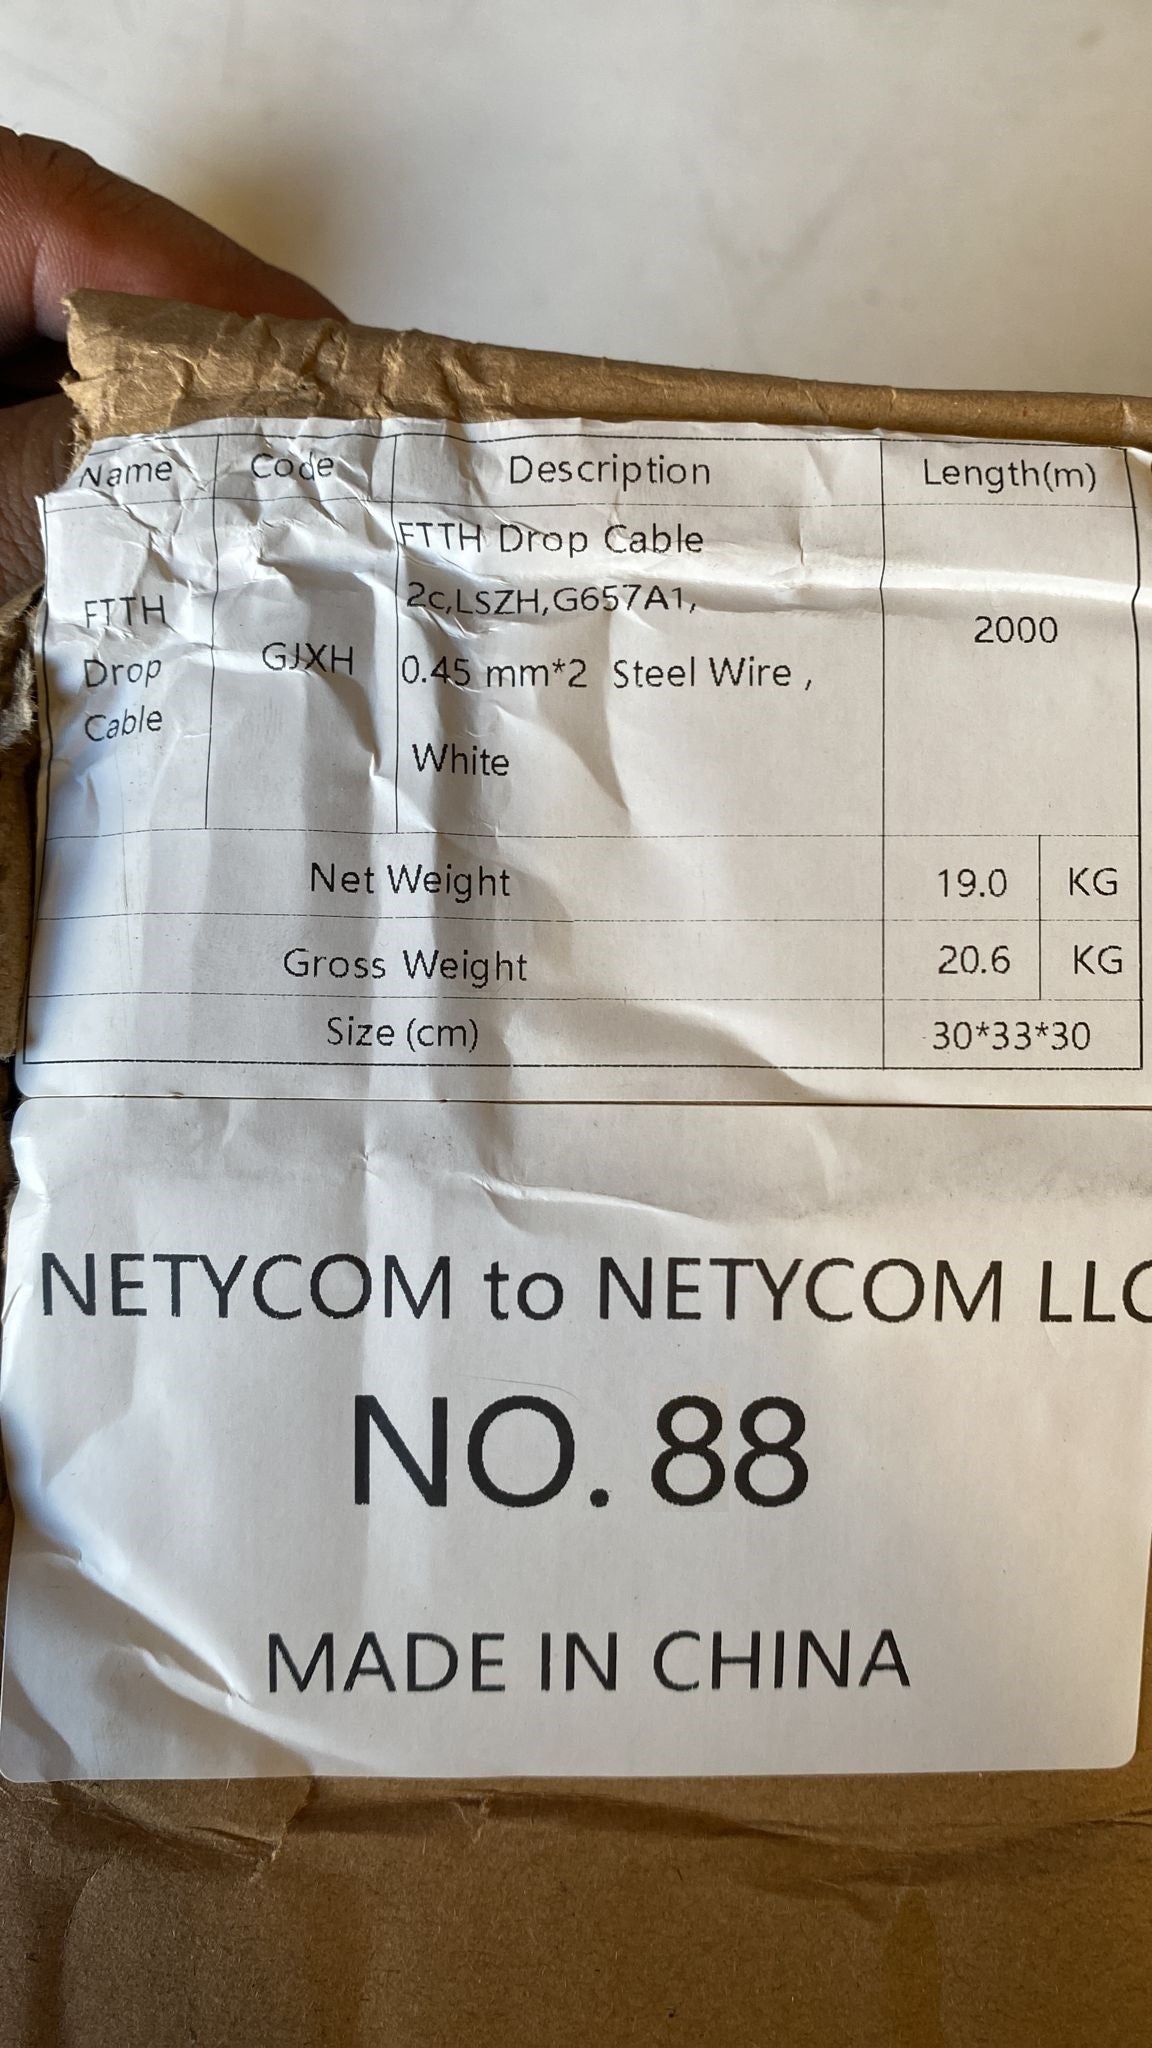 Name Code Description Length(m)
FTTH Drop Cable
2c,LSZH,G657A1,
0.45 mm*2 Steel Wire ,
White
FTTH
Drop
Cable
GJXH
2000
Net Weight 19.0 KG
Gross Weight 20.6 KG
Size (cm) 30*33*30
NETYCOM to NETYCOM LLC
NO. 88
MADE IN CHINA